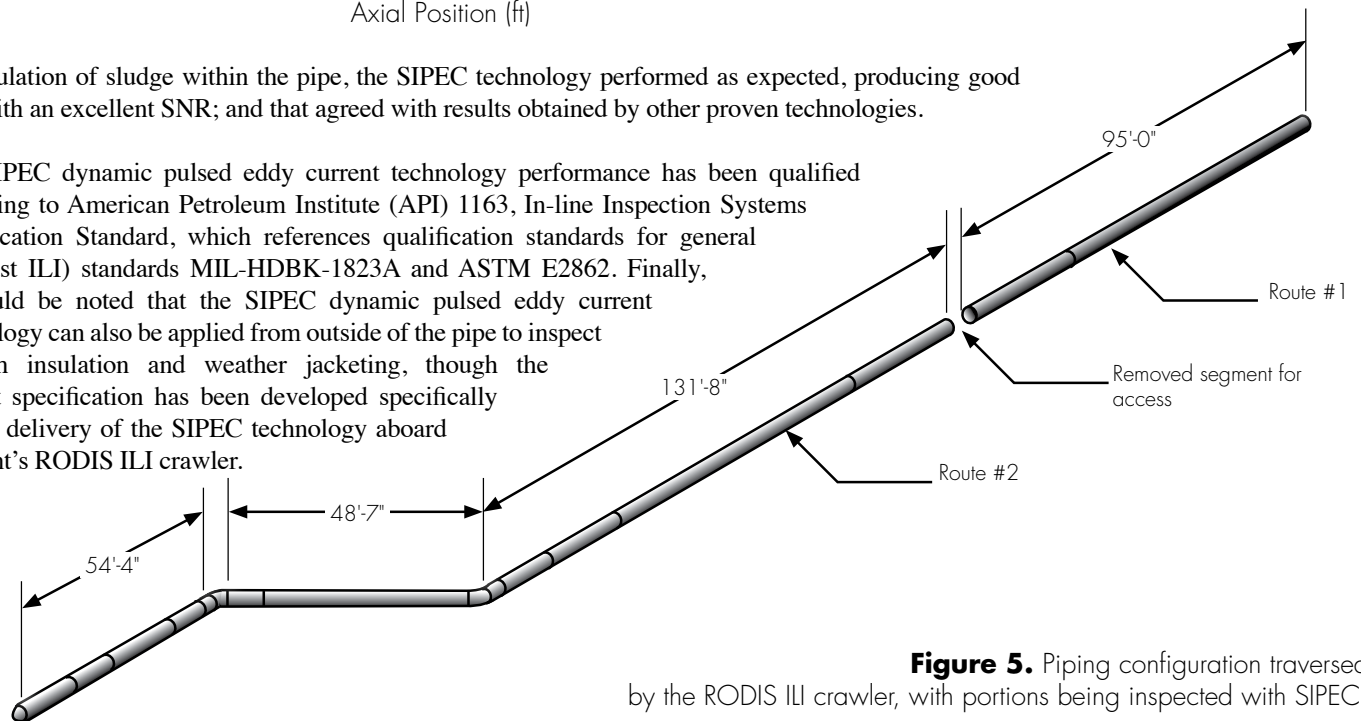 Axial Position (ft)
ulation of sludge within the pipe, the SIPEC technology performed as expected, producing good
ith an excellent SNR; and that agreed with results obtained by other proven technologies.
IPEC dynamic pulsed eddy current technology performance has been qualified
ing to American Petroleum Institute (API) 1163, In-line Inspection Systems
ication Standard, which references qualification standards for general
st ILI) standards MIL-HDBK-1823A and ASTM E2862. Finally,
uld be noted that the SIPEC dynamic pulsed eddy current
logy can also be applied from outside of the pipe to inspect
h insulation and weather jacketing, though the
specification has been developed specifically
delivery of the SIPEC technology aboard
nt's RODIS ILI crawler.
95'-0"
Route #1
Removed segment for
access
131'-8"
Route #2
48'-7"
54'-4"
Figure 5. Piping configuration traversed
by the RODIS ILI crawler, with portions being inspected with SIPEC